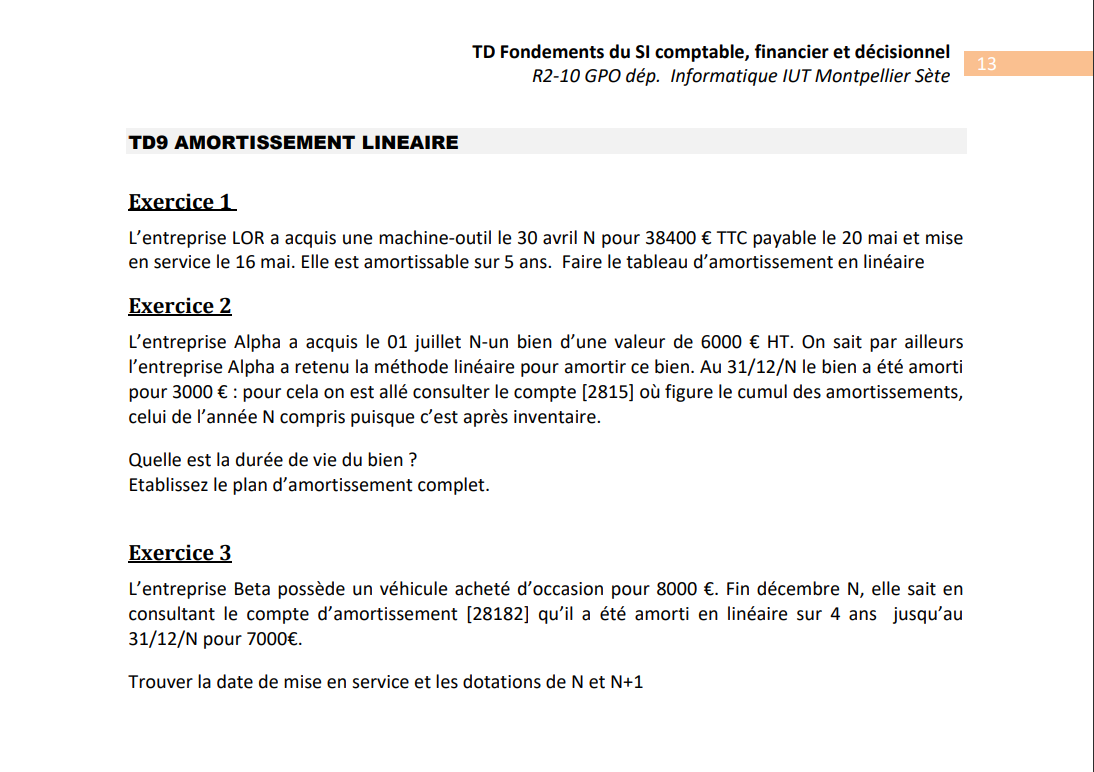 TD Fondements du SI comptable, financier et décisionnel
13
R2-10 GPO dép. Informatique IUT Montpellier Sète
TD9 AMORTISSEMENT LINEAIRE
Exercice 1
L’entreprise LOR a acquis une machine-outil le 30 avril N pour 38400 € TTC payable le 20 mai et mise
en service le 16 mai. Elle est amortissable sur 5 ans. Faire le tableau d’amortissement en linéaire
Exercice 2
L’entreprise Alpha a acquis le 01 juillet N-un bien d’une valeur de 6000 € HT. On sait par ailleurs
l’entreprise Alpha a retenu la méthode linéaire pour amortir ce bien. Au 31/12/N le bien a été amorti
pour 3000 € : pour cela on est allé consulter le compte [2815] où figure le cumul des amortissements,
celui de l’année N compris puisque c’est après inventaire.
Quelle est la durée de vie du bien ?
Etablissez le plan d’amortissement complet.
Exercice 3
L’entreprise Beta possède un véhicule acheté d’occasion pour 8000 €. Fin décembre N, elle sait en
consultant le compte d’amortissement [28182] qu’il a été amorti en linéaire sur 4 ans jusqu’au
31/12/N pour 7000€.
Trouver la date de mise en service et les dotations de N et N+1